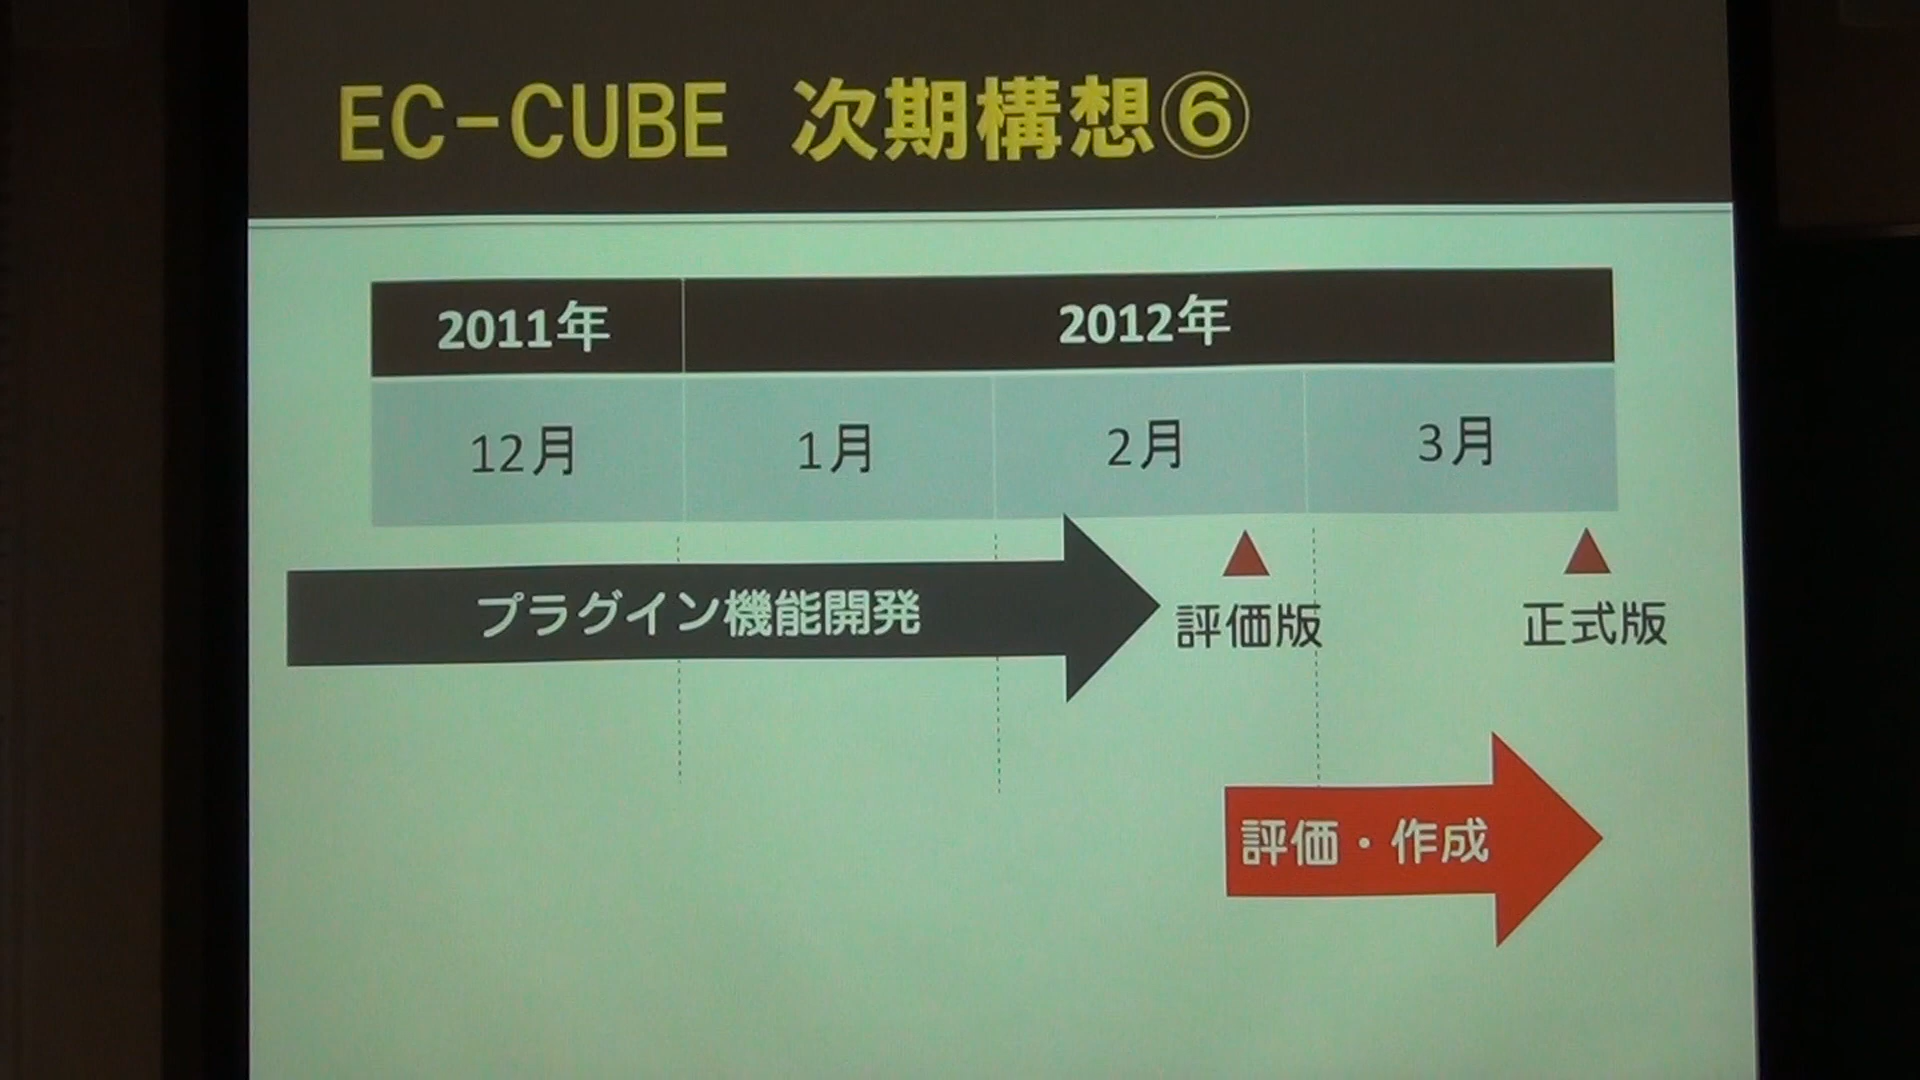 EC-CUBE 次期構想⑥
2011年 2012年
12月 1月 2月 3月
プラグイン機能開発
評価版 正式版
評価・作成